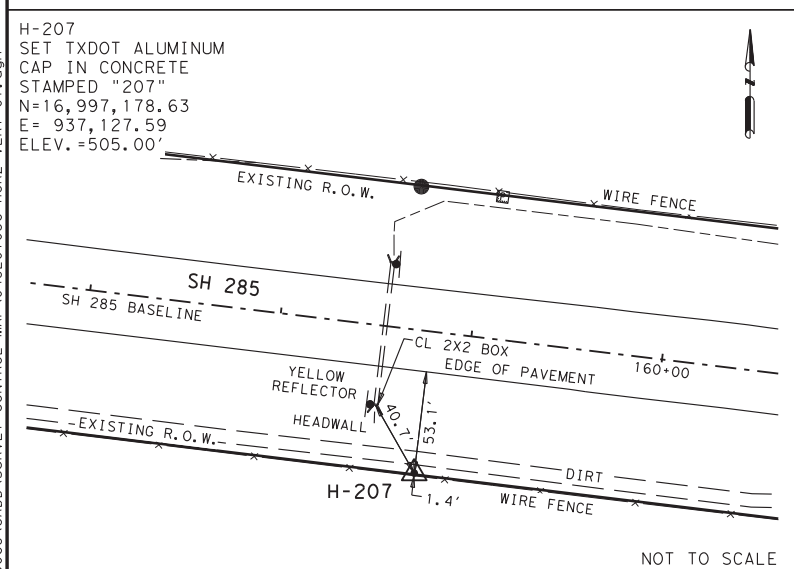 H-207
SET TXDOT ALUMINUM
CAP IN CONCRETE
STAMPED "207"
N=16,997,178.63
E= 937,127.59
ELEV.=505.00'
N
EXISTING R.O.W.
WIRE FENCE
SH 285
SH 285 BASELINE
CL 2X2 BOX
EDGE OF PAVEMENT
160+00
YELLOW
REFLECTOR
HEADWALL
40.7'
53.1'
EXISTING R.O.W.
DIRT
H-207
1.4'
WIRE FENCE
NOT TO SCALE